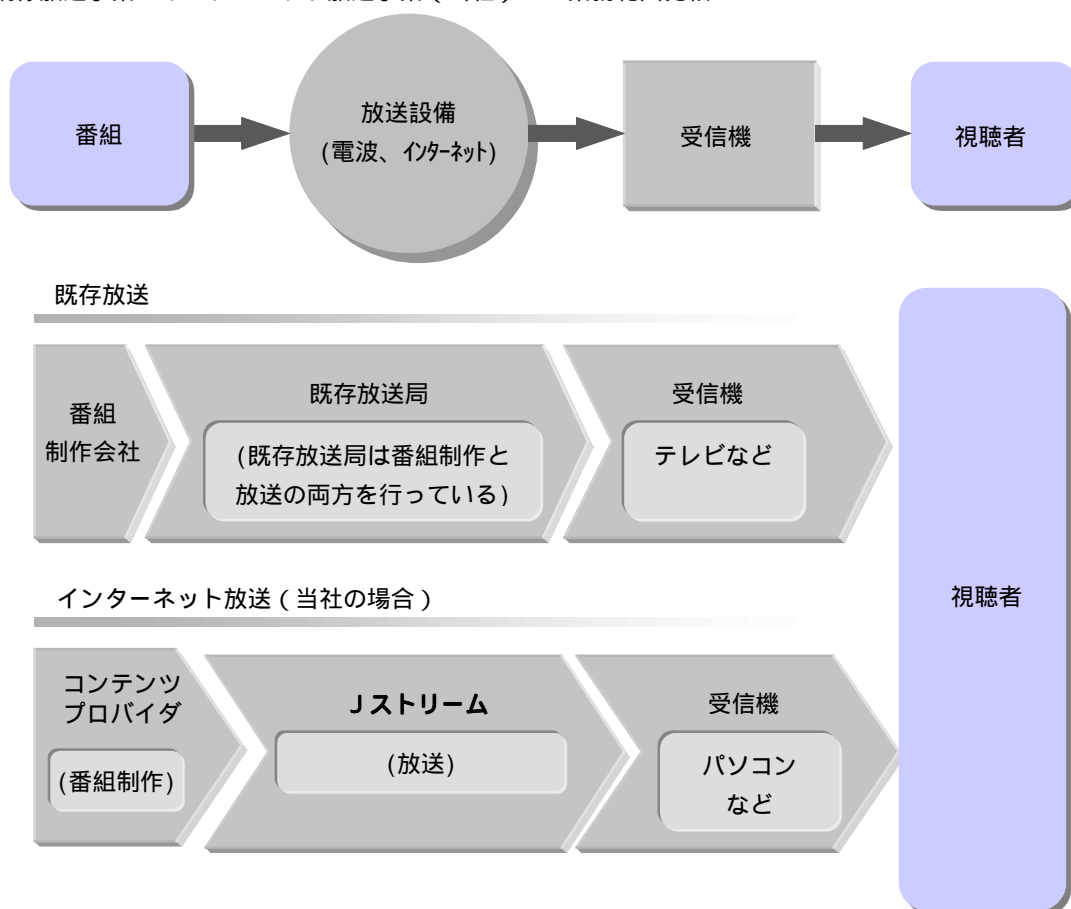 番組
放送設備
(電波、ｲﾝﾀｰﾈｯﾄ)
受信機
視聴者
既存放送
番組
制作会社
既存放送局
(既存放送局は番組制作と
放送の両方を行っている)
受信機
テレビなど
視聴者
インターネット放送(当社の場合)
コンテンツ
プロバイダ
(番組制作)
Jストリーム
(放送)
受信機
パソコン
など